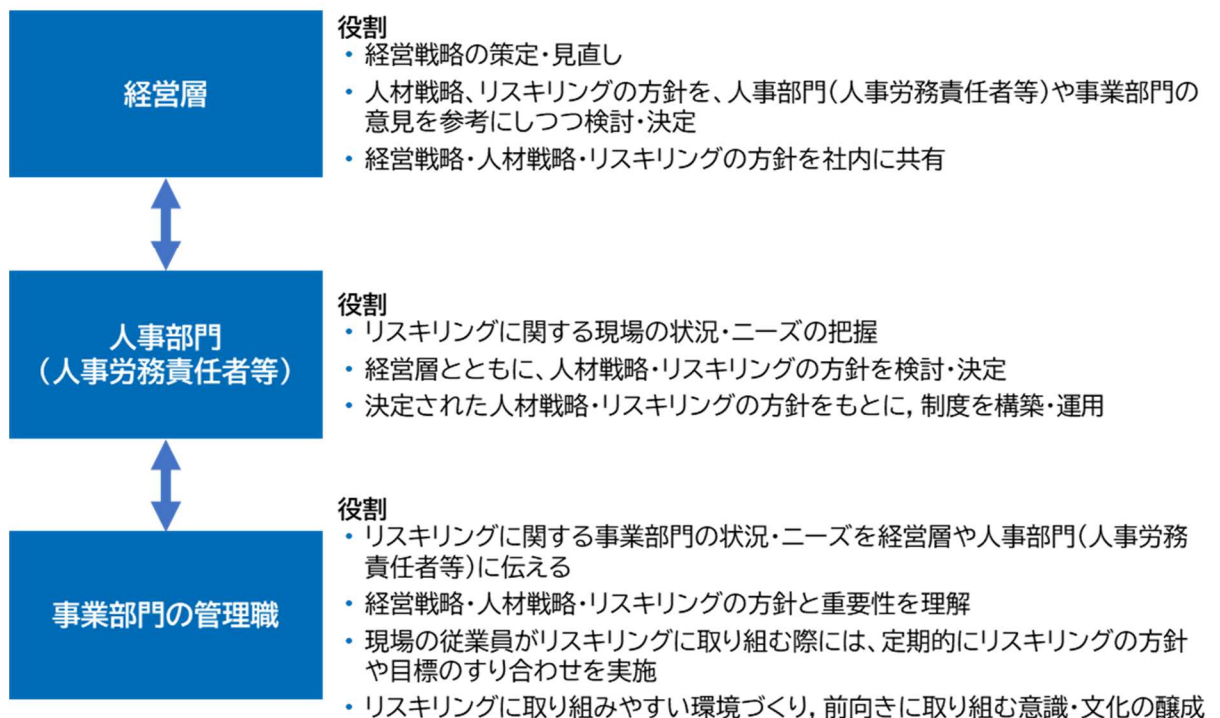 経営層
役割
・経営戦略の策定・見直し
・人材戦略、リスキリングの方針を、人事部門(人事労務責任者等)や事業部門の
意見を参考にしつつ検討・決定
・経営戦略・人材戦略・リスキリングの方針を社内に共有
人事部門
(人事労務責任者等)
役割
・リスキリングに関する現場の状況・ニーズの把握
・経営層とともに、人材戦略・リスキリングの方針を検討・決定
・決定された人材戦略・リスキリングの方針をもとに,制度を構築・運用
事業部門の管理職
役割
・リスキリングに関する事業部門の状況・ニーズを経営層や人事部門(人事労務
責任者等)に伝える
・経営戦略・人材戦略・リスキリングの方針と重要性を理解
・現場の従業員がリスキリングに取り組む際には、定期的にリスキリングの方針
や目標のすり合わせを実施
・リスキリングに取り組みやすい環境づくり,前向きに取り組む意識・文化の醸成